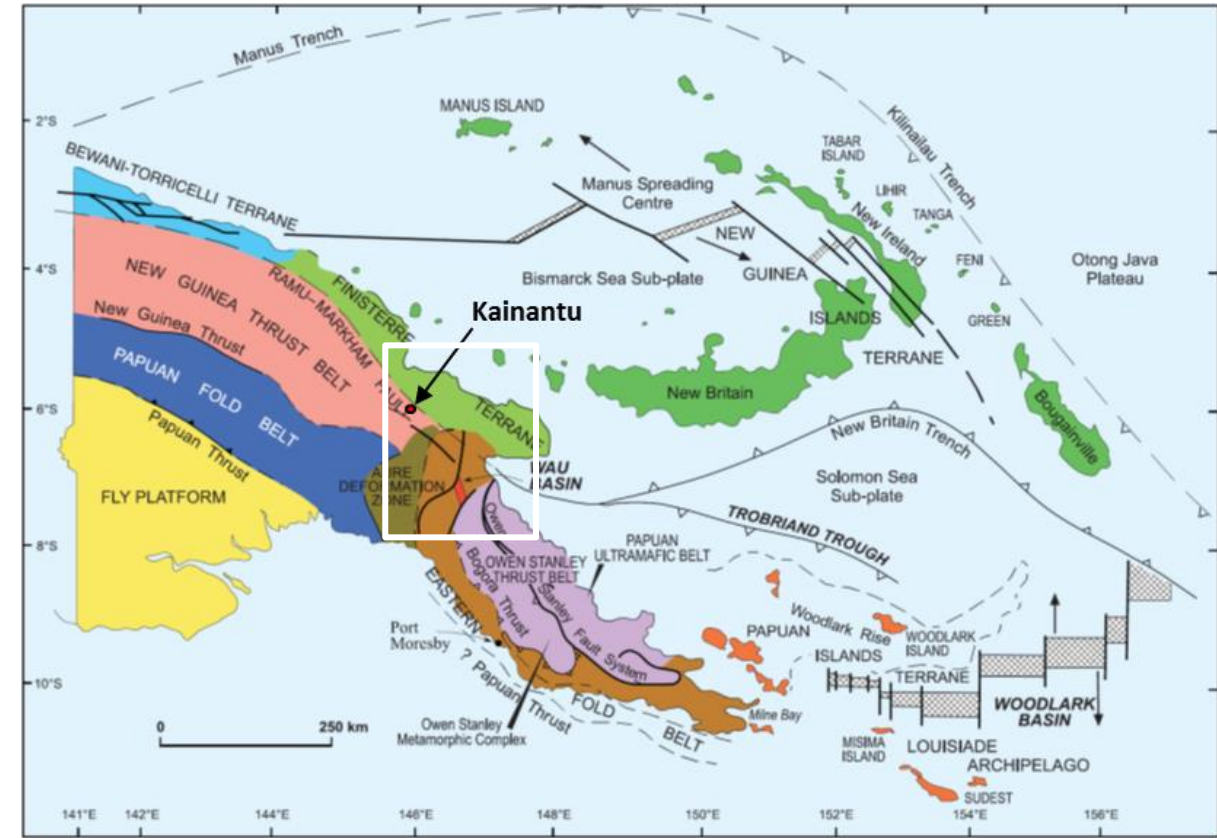 Manus Trench
2°S
MANUS ISLAND
BEWANI-TORRICELLI TERRANE
Manus Spreading
Centre
TABAR
ISLAND
LIHIR
TANGA
Kilinailau Trench
NEW
GUINEA
ISLANDS
TERRANE
New Ireland
FENI
GREEN
Otong Java
Plateau
4°S
NEW GUINEA THRUST BELT
RAMU-MARKHAM FAULT
FINISTERRE
TERRANE
Bismarck Sea Sub-plate
Kainantu
New Guinea Thrust
PAPUAN FOLD BELT
New Britain
Bougainville
6°S
Papuan Thrust
FLY PLATFORM
DEFORMATION
ZONE
WAU
BASIN
New Britain Trench
Solomon Sea
Sub-plate
TROBRIAND TROUGH
8°S
PAPUAN
ULTRAMAFIC BELT
OWEN STANLEY
THRUST BELT
Owen Stanley Fault System
Bogora Thrust
EASTERN
FOLD
BELT
Port
Moresby
? Papuan Thrust
Woodlark Rise
WOODLARK
ISLAND
PAPUAN
ISLANDS
TERRANE
10°S
WOODLARK
BASIN
Milne Bay
Owen Stanley
Metamorphic Complex
0 250 km
MISIMA
ISLAND
LOUISIADE
ARCHIPELAGO
SUDEST
141°E 142°E 144°E 146°E 148°E 150°E 152°E 154°E 156°E